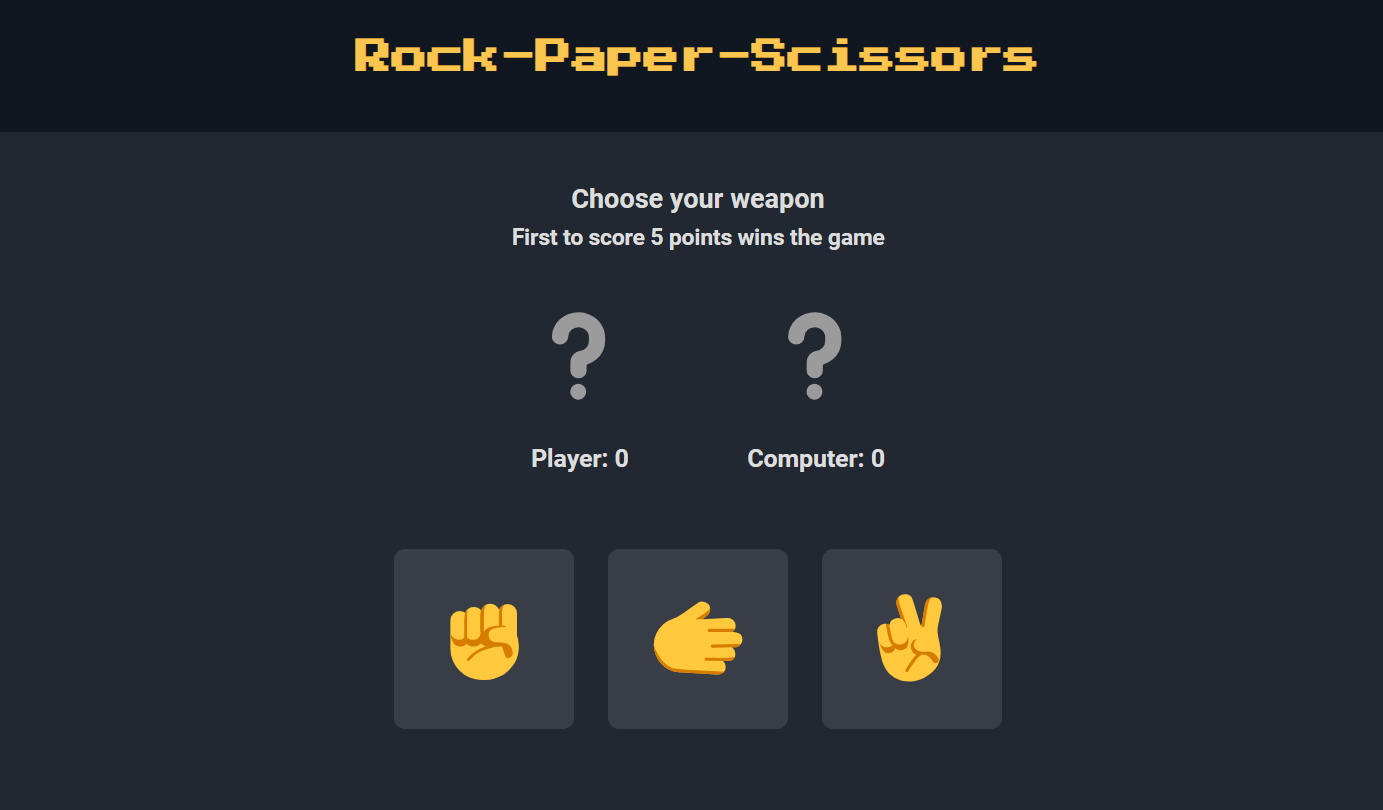 Rock-Paper-Scissors
Choose your weapon
First to score 5 points wins the game
? ?
Player: 0 Computer: 0